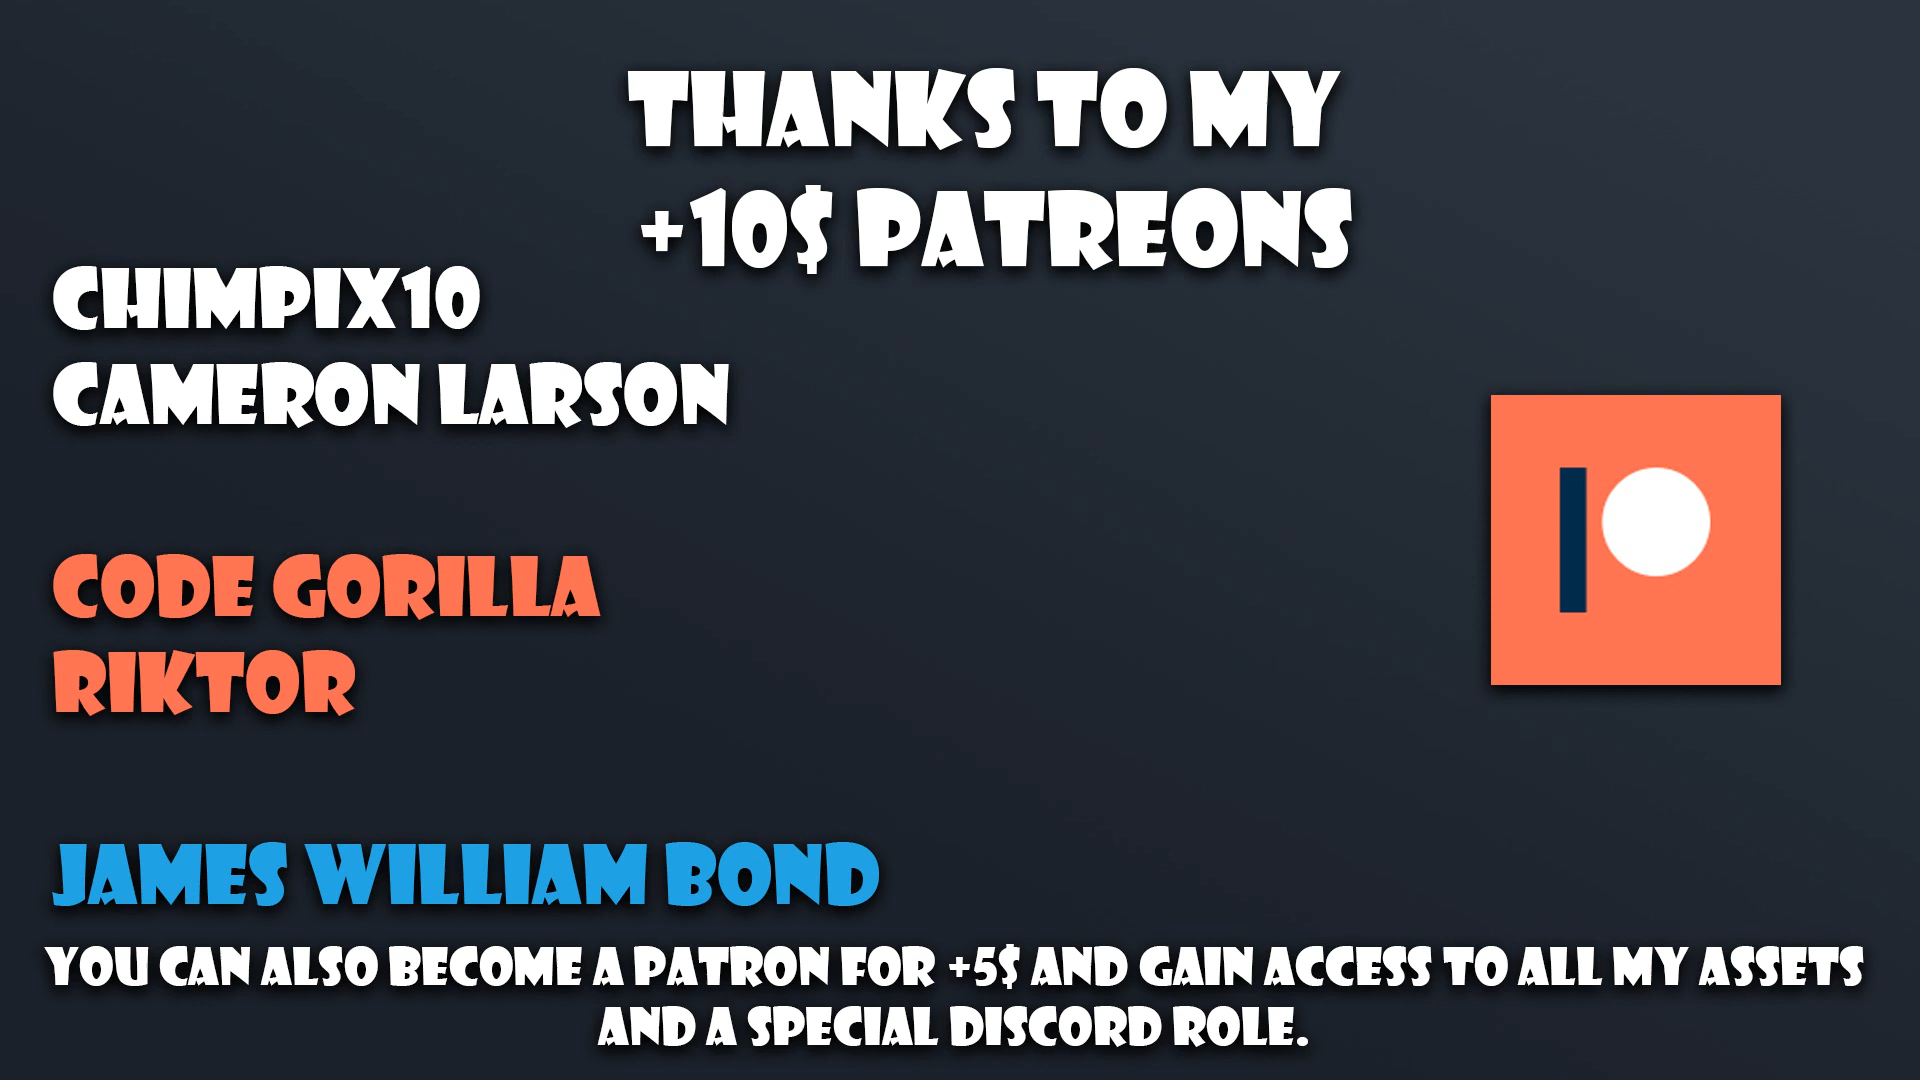 THANKS TO MY
+10$ PATREONS
CHIMPIX10
CAMERON LARSON
CODE GORILLA
RIKTOR
JAMES WILLIAM BOND
YOU CAN ALSO BECOME A PATRON FOR +5$ AND GAIN ACCESS TO ALL MY ASSETS
AND A SPECIAL DISCORD ROLE.